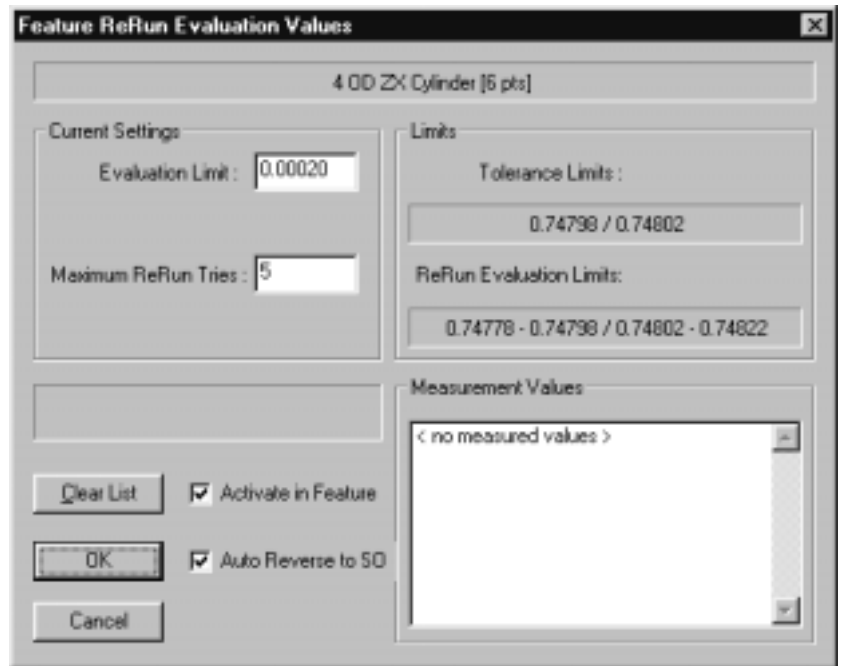 Feature ReRun Evaluation Values
4 OD ZX Cylinder [6 pts]
Current Settings
Evaluation Limit : 0.00020
Maximum ReRun Tries : 5
Limits
Tolerance Limits :
0.74798 / 0.74802
ReRun Evaluation Limits:
0.74778 - 0.74798 / 0.74802 - 0.74822
Measurement Values
< no measured values >
Clear List
Activate in Feature
OK
Auto Reverse to SO
Cancel